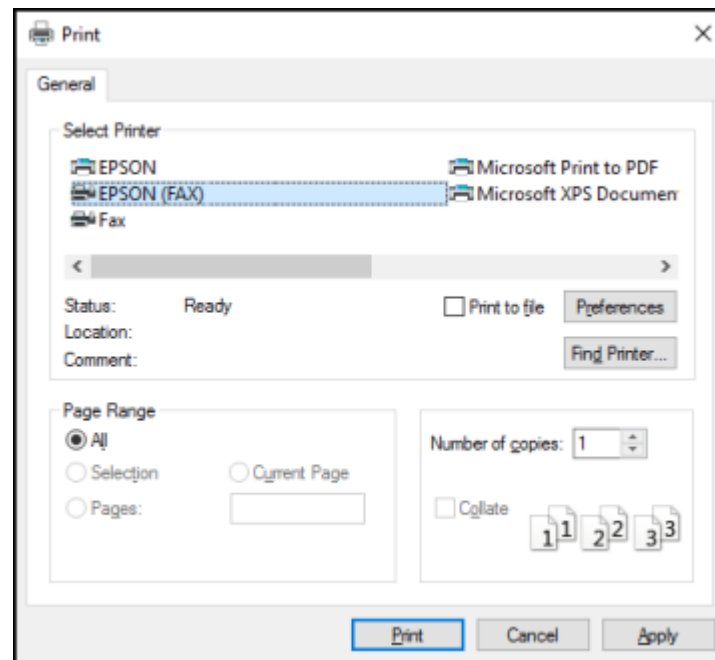 Print
General
Select Printer
EPSON
Microsoft Print to PDF
EPSON (FAX)
Microsoft XPS Documen
Fax
Status: Ready
Print to file
Preferences
Location:
Comment:
Find Printer...
Page Range
All
Number of copies: 1
Selection
Current Page
Pages:
Collate
1 1 2 2 3 3
Print
Cancel
Apply